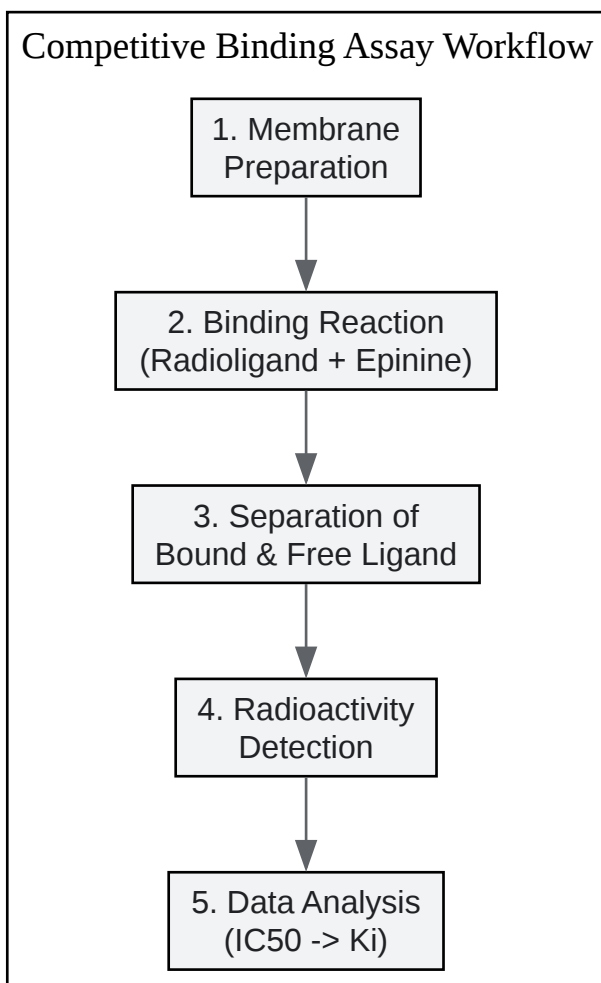 Competitive Binding Assay Workflow
1. Membrane
Preparation
2. Binding Reaction
(Radioligand + Epinine)
3. Separation of
Bound & Free Ligand
4. Radioactivity
Detection
5. Data Analysis
(IC50 -> Ki)